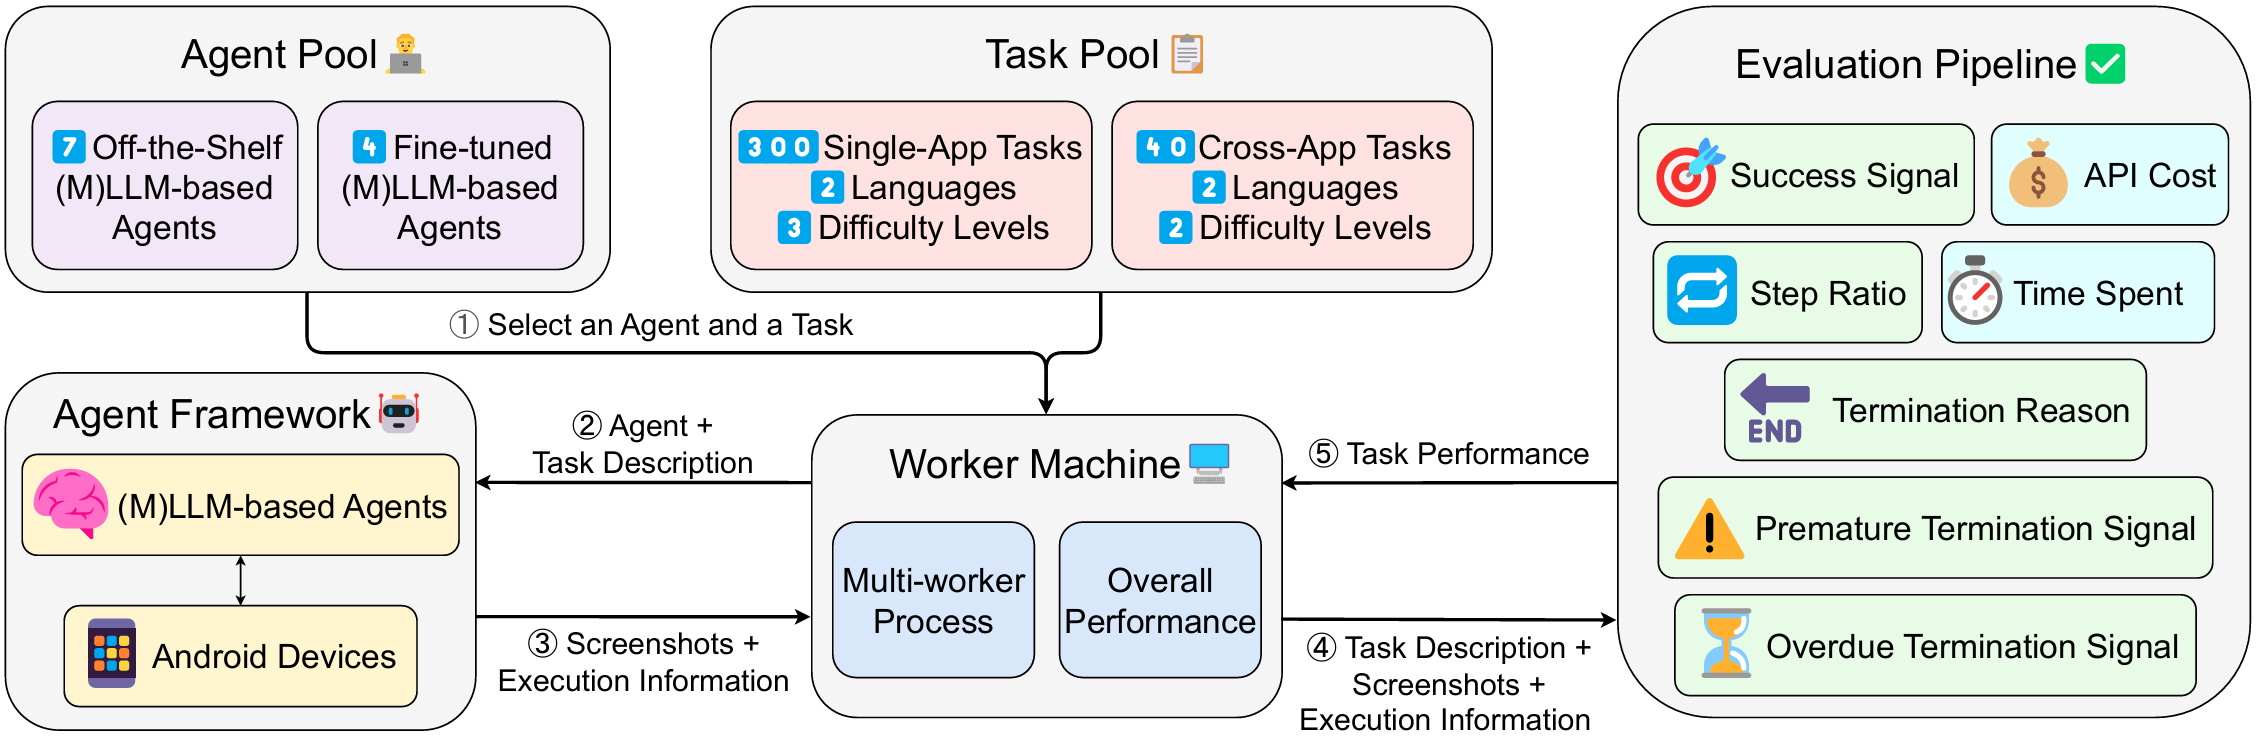 Agent Pool
7 Off-the-Shelf
(M)LLM-based
Agents
4 Fine-tuned
(M)LLM-based
Agents
Task Pool
300 Single-App Tasks
2 Languages
3 Difficulty Levels
40 Cross-App Tasks
2 Languages
2 Difficulty Levels
Evaluation Pipeline
Success Signal
API Cost
Step Ratio
Time Spent
END
Termination Reason
Premature Termination Signal
Overdue Termination Signal
① Select an Agent and a Task
Agent Framework
(M)LLM-based Agents
Android Devices
② Agent +
Task Description
③ Screenshots +
Execution Information
Worker Machine
Multi-worker
Process
Overall
Performance
⑤ Task Performance
④ Task Description +
Screenshots +
Execution Information